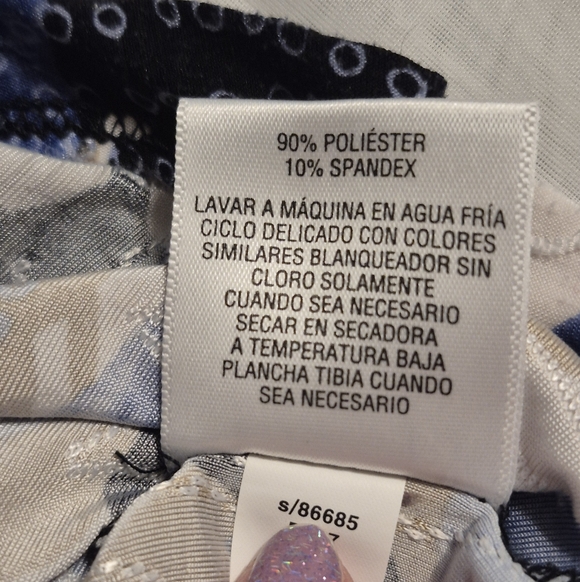 90% POLIÉSTER
10% SPANDEX
LAVAR A MÁQUINA EN AGUA FRÍA
CICLO DELICADO CON COLORES
SIMILARES BLANQUEADOR SIN
CLORO SOLAMENTE
CUANDO SEA NECESARIO
SECAR EN SECADORA
A TEMPERATURA BAJA
PLANCHA TIBIA CUANDO
SEA NECESARIO
s/86685